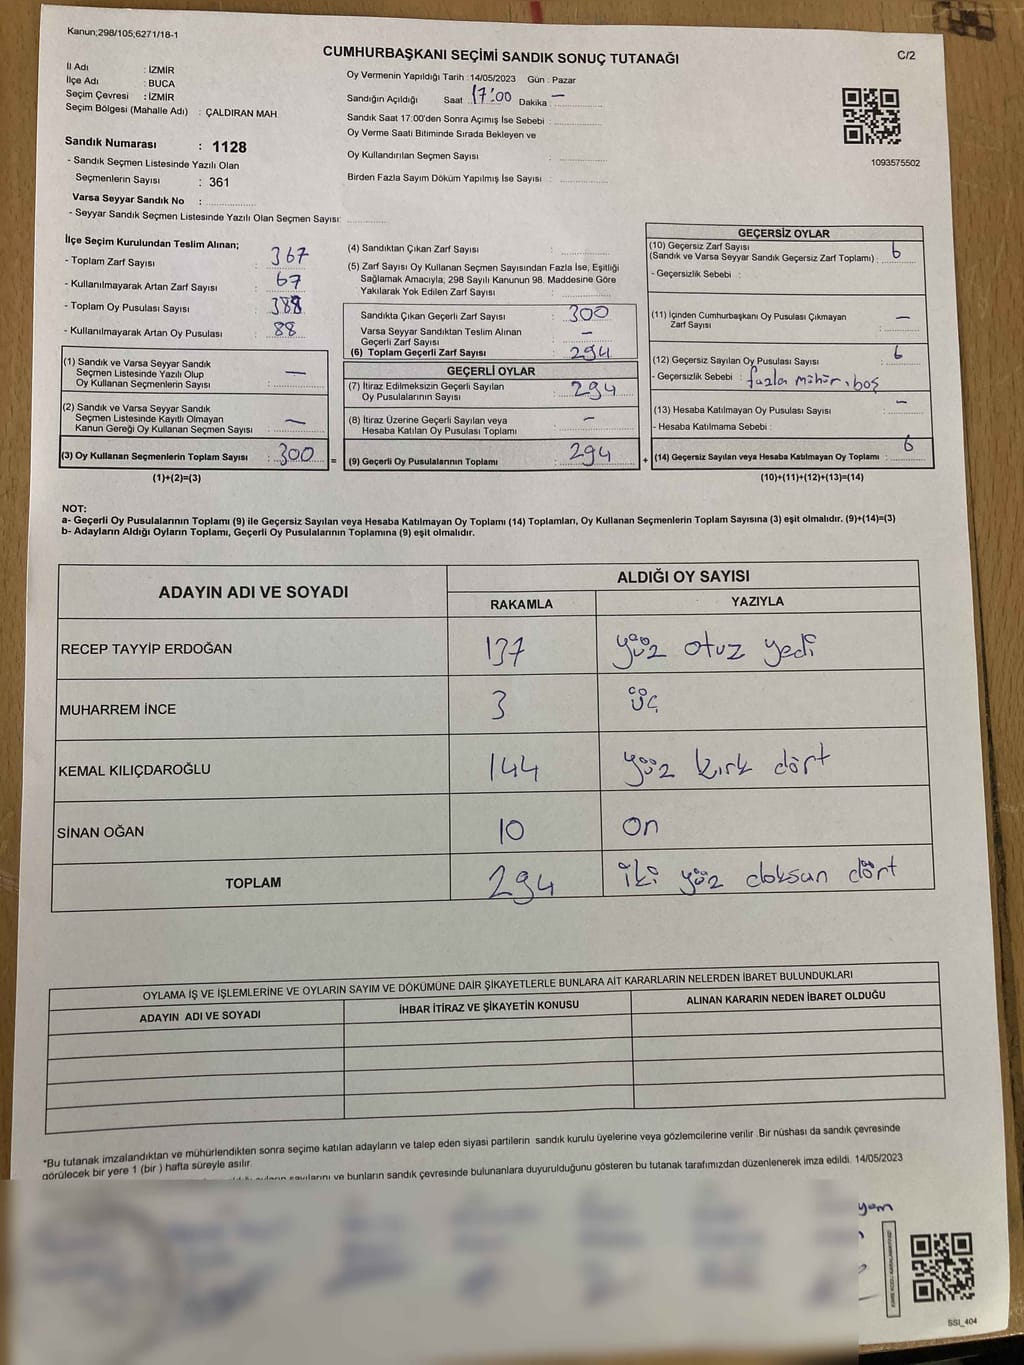 Kanun;298/105;6271/18-1
CUMHURBAŞKANI SEÇİMİ SANDIK SONUÇ TUTANAĞI
C/2
İl Adı : İZMİR
İlçe Adı : BUCA
Seçim Çevresi : İZMİR
Seçim Bölgesi (Mahalle Adı) : ÇALDIRAN MAH.
Sandık Numarası : 1128
- Sandık Seçmen Listesinde Yazılı Olan
Seçmenlerin Sayısı : 361
Varsa Seyyar Sandık No :
- Seyyar Sandık Seçmen Listesinde Yazılı Olan Seçmen Sayısı:
Oy Vermenin Yapıldığı Tarih :14/05/2023 Gün : Pazar
Sandığın Açıldığı Saat 17:00 Dakika : —
Sandık Saat 17.00'den Sonra Açımış İse Sebebi :
Oy Verme Saati Bitiminde Sırada Bekleyen ve
Oy Kullandırılan Seçmen Sayısı :
Birden Fazla Sayım Döküm Yapılmış İse Sayısı :
1093575502
İlçe Seçim Kurulundan Teslim Alınan;
- Toplam Zarf Sayısı : 367
- Kullanılmayarak Artan Zarf Sayısı : 67
- Toplam Oy Pusulası Sayısı : 388
- Kullanılmayarak Artan Oy Pusulası : 88
(1) Sandık ve Varsa Seyyar Sandık
Seçmen Listesinde Yazılı Olup
Oy Kullanan Seçmenlerin Sayısı : —
(2) Sandık ve Varsa Seyyar Sandık
Seçmen Listesinde Kayıtlı Olmayan
Kanun Gereği Oy Kullanan Seçmen Sayısı : —
(3) Oy Kullanan Seçmenlerin Toplam Sayısı : 300 =
(1)+(2)=(3)
(4) Sandıktan Çıkan Zarf Sayısı :
(5) Zarf Sayısı Oy Kullanan Seçmen Sayısından Fazla İse, Eşitliği
Sağlamak Amacıyla; 298 Sayılı Kanunun 98. Maddesine Göre
Yakılarak Yok Edilen Zarf Sayısı :
Sandıkta Çıkan Geçerli Zarf Sayısı : 300
Varsa Seyyar Sandıktan Teslim Alınan
Geçerli Zarf Sayısı : —
(6) Toplam Geçerli Zarf Sayısı : 294
GEÇERLİ OYLAR
(7) İtiraz Edilmeksizin Geçerli Sayılan
Oy Pusulalarının Sayısı : 294
(8) İtiraz Üzerine Geçerli Sayılan veya
Hesaba Katılan Oy Pusulası Toplamı : —
(9) Geçerli Oy Pusulalarının Toplamı : 294 +
GEÇERSİZ OYLAR
(10) Geçersiz Zarf Sayısı
(Sandık ve Varsa Seyyar Sandık Geçersiz Zarf Toplamı) : 6
- Geçersizlik Sebebi :
(11) İçinden Cumhurbaşkanı Oy Pusulası Çıkmayan
Zarf Sayısı : —
(12) Geçersiz Sayılan Oy Pusulası Sayısı : 6
- Geçersizlik Sebebi : fazla mühür, boş
(13) Hesaba Katılmayan Oy Pusulası Sayısı : —
- Hesaba Katılmama Sebebi :
(14) Geçersiz Sayılan veya Hesaba Katılmayan Oy Toplamı : 6
(10)+(11)+(12)+(13)=(14)
NOT:
a- Geçerli Oy Pusulalarının Toplamı (9) ile Geçersiz Sayılan veya Hesaba Katılmayan Oy Toplamı (14) Toplamları, Oy Kullanan Seçmenlerin Toplam Sayısına (3) eşit olmalıdır. (9)+(14)=(3)
b- Adayların Aldığı Oyların Toplamı, Geçerli Oy Pusulalarının Toplamına (9) eşit olmalıdır.
ADAYIN ADI VE SOYADI
ALDIĞI OY SAYISI
RAKAMLA YAZIYLA
RECEP TAYYİP ERDOĞAN 137 yüz otuz yedi
MUHARREM İNCE 3 üç
KEMAL KILIÇDAROĞLU 144 yüz kırk dört
SİNAN OĞAN 10 on
TOPLAM 294 iki yüz doksan dört
OYLAMA İŞ VE İŞLEMLERİNE VE OYLARIN SAYIM VE DÖKÜMÜNE DAİR ŞİKAYETLERLE BUNLARA AİT KARARLARIN NELERDEN İBARET BULUNDUKLARI
ADAYIN ADI VE SOYADI İHBAR İTİRAZ VE ŞİKAYETİN KONUSU ALINAN KARARIN NEDEN İBARET OLDUĞU
*Bu tutanak imzalandıktan ve mühürlendikten sonra seçime katılan adayların ve talep eden siyasi partilerin sandık kurulu üyelerine veya gözlemcilerine verilir .Bir nüshası da sandık çevresinde
görülecek bir yere 1 (bir ) hafta süreyle asılır.
sayılarını ve bunların sandık çevresinde bulunanlara duyurulduğunu gösteren bu tutanak tarafımızdan düzenlenerek imza edildi. 14/05/2023
SSI_404